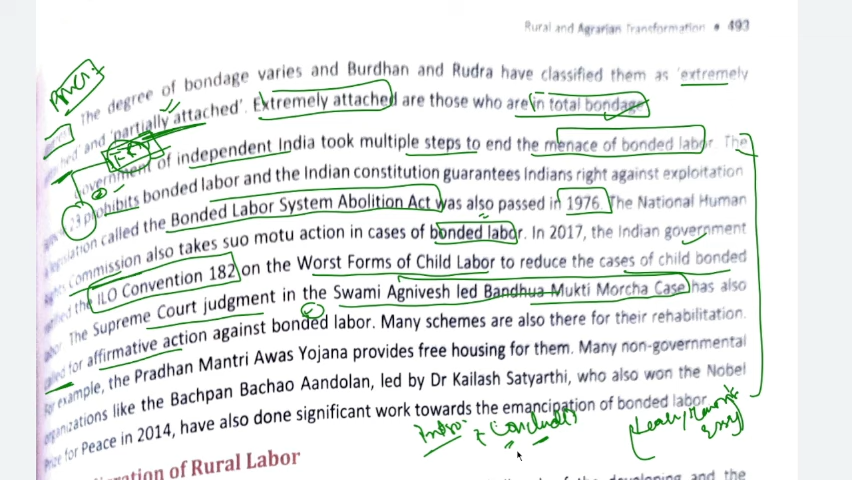 Rural and Agrarian Transformation • 493
The degree of bondage varies and Burdhan and Rudra have classified them as 'extremely
and 'partially attached'. Extremely attached are those who are in total bondage
government of independent India took multiple steps to end the menace of bonded labor. The
23 prohibits bonded labor and the Indian constitution guarantees Indians right against exploitation
called the Bonded Labor System Abolition Act was also passed in 1976 The National Human
Commission also takes suo motu action in cases of bonded labor. In 2017, the Indian government
the ILO Convention 182 on the Worst Forms of Child Labor to reduce the cases of child bonded
labor. The Supreme Court judgment in the Swami Agnivesh led Bandhua Mukti Morcha Case has also
called for affirmative action against bonded labor. Many schemes are also there for their rehabilitation.
For example, the Pradhan Mantri Awas Yojana provides free housing for them. Many non-governmental
organizations like the Bachpan Bachao Aandolan, led by Dr Kailash Satyarthi, who also won the Nobel
Prize for Peace in 2014, have also done significant work towards the emancipation of bonded labor.
Intro
of Rural Labor
of the developing and the